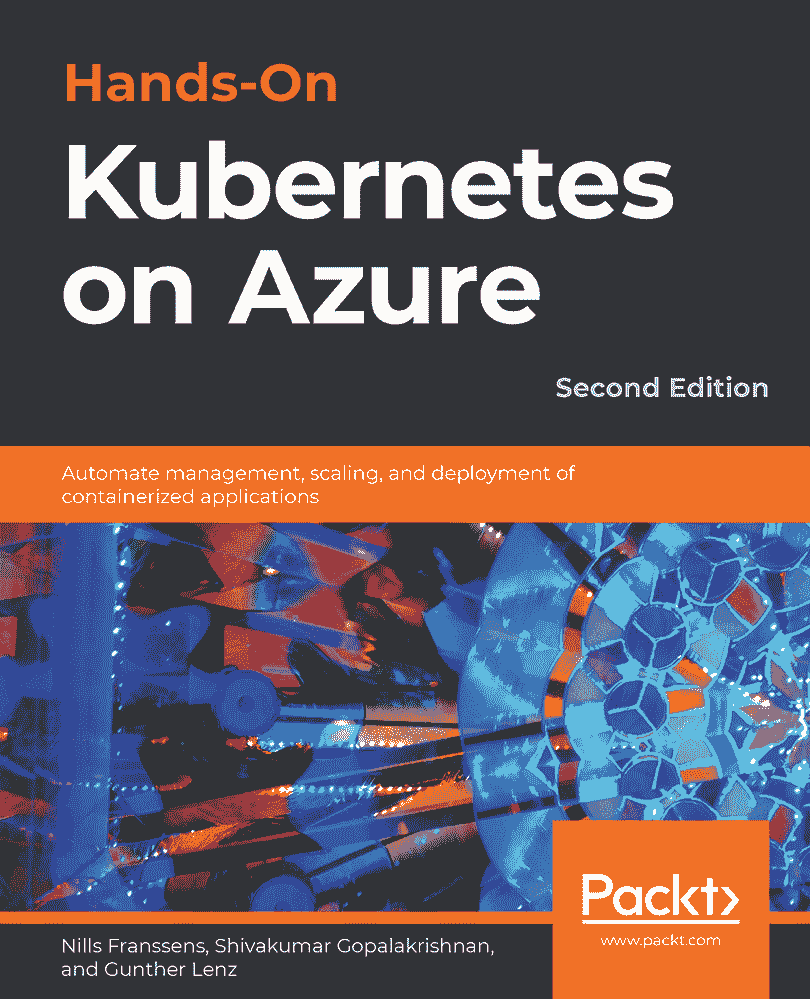 Hands-On
Kubernetes
on Azure
Second Edition
Automate management, scaling, and deployment of
containerized applications
Packt>
www.packt.com
Nills Franssens, Shivakumar Gopalakrishnan,
and Gunther Lenz